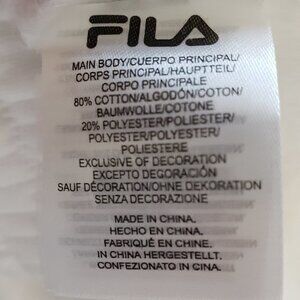 FILA
MAIN BODY/CUERPO PRINCIPAL/
CORPS PRINCIPAL/HAUPTTEIL/
CORPO PRINCIPALE
80% COTTON/ALGODÓN/COTON/
BAUMWOLLE/COTONE
20% POLYESTER/POLIESTER/
POLYESTER/POLYESTER/
POLIESTERE
EXCLUSIVE OF DECORATION
EXCEPTO DEGORACIÓN
SAUF DÉCORATION/OHNE DEKORATION
SENZA DECORAZIONE
MADE IN CHINA.
HECHO EN CHINA.
FABRIQUÉ EN CHINE.
IN CHINA HERGESTELLT.
CONFEZIONATO IN CINA.